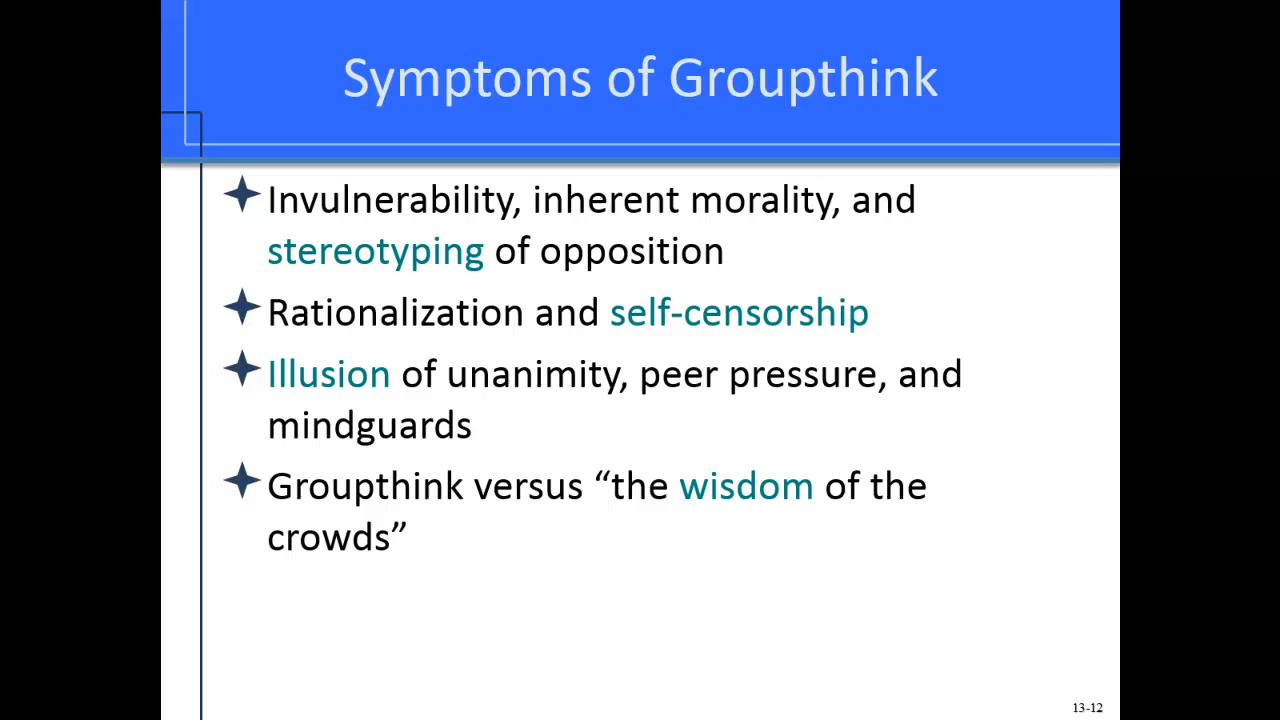 Symptoms of Groupthink
Invulnerability, inherent morality, and
stereotyping of opposition
Rationalization and self-censorship
Illusion of unanimity, peer pressure, and
mindguards
Groupthink versus “the wisdom of the
crowds”
13-12